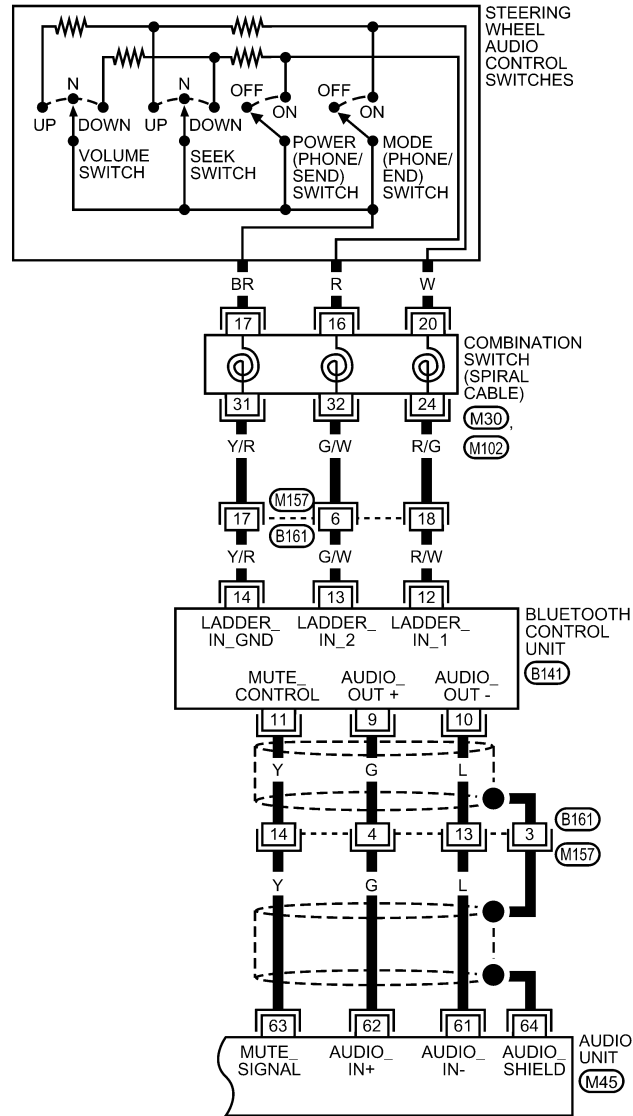 STEERING
WHEEL
AUDIO
CONTROL
SWITCHES
N
N
OFF
ON
OFF
ON
UP
DOWN
UP
DOWN
VOLUME
SWITCH
SEEK
SWITCH
POWER
(PHONE/
SEND)
SWITCH
MODE
(PHONE/
END)
SWITCH
BR
R
W
17
16
20
COMBINATION
SWITCH
(SPIRAL
CABLE)
M30,
M102
31
32
24
Y/R
G/W
R/G
M157
17
6
18
B161
Y/R
G/W
R/W
14
13
12
LADDER_
IN_GND
LADDER_
IN_2
LADDER_
IN_1
BLUETOOTH
CONTROL
UNIT
B141
MUTE_
CONTROL
AUDIO_
OUT +
AUDIO_
OUT -
11
9
10
Y
G
L
14
4
13
3
B161
M157
Y
G
L
63
62
61
64
MUTE_
SIGNAL
AUDIO_
IN+
AUDIO_
IN-
AUDIO_
SHIELD
AUDIO
UNIT
M45